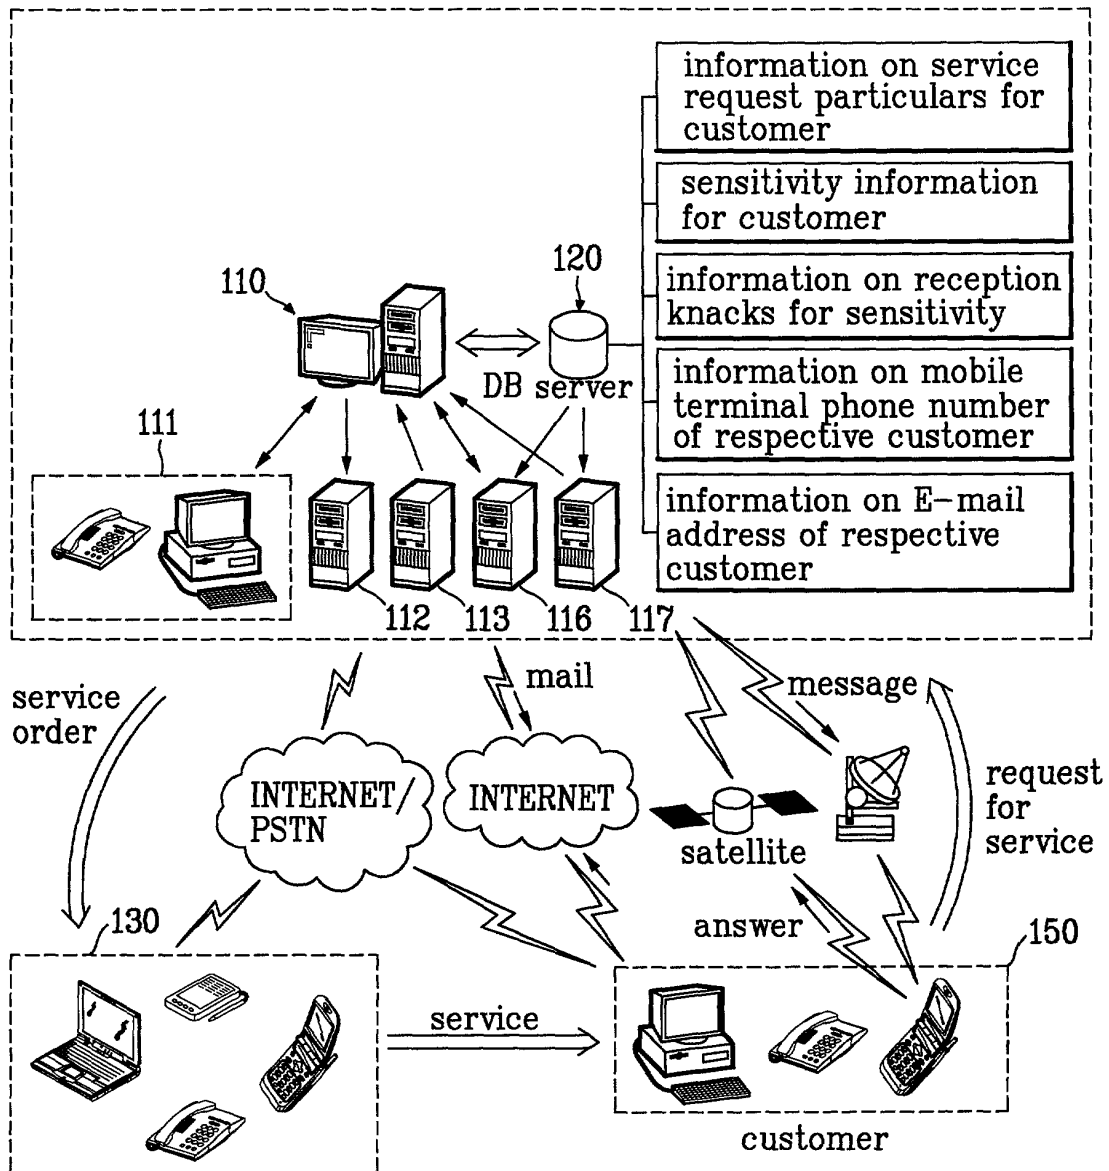 information on service
request particulars for
customer
sensitivity information
for customer
120
110
information on reception
knacks for sensitivity
DB server
information on mobile
terminal phone number
of respective customer
111
information on E-mail
address of respective
customer
112
113
116
117
service
order
mail
message
INTERNET/
PSTN
INTERNET
request
for
service
satellite
answer
130
150
service
customer